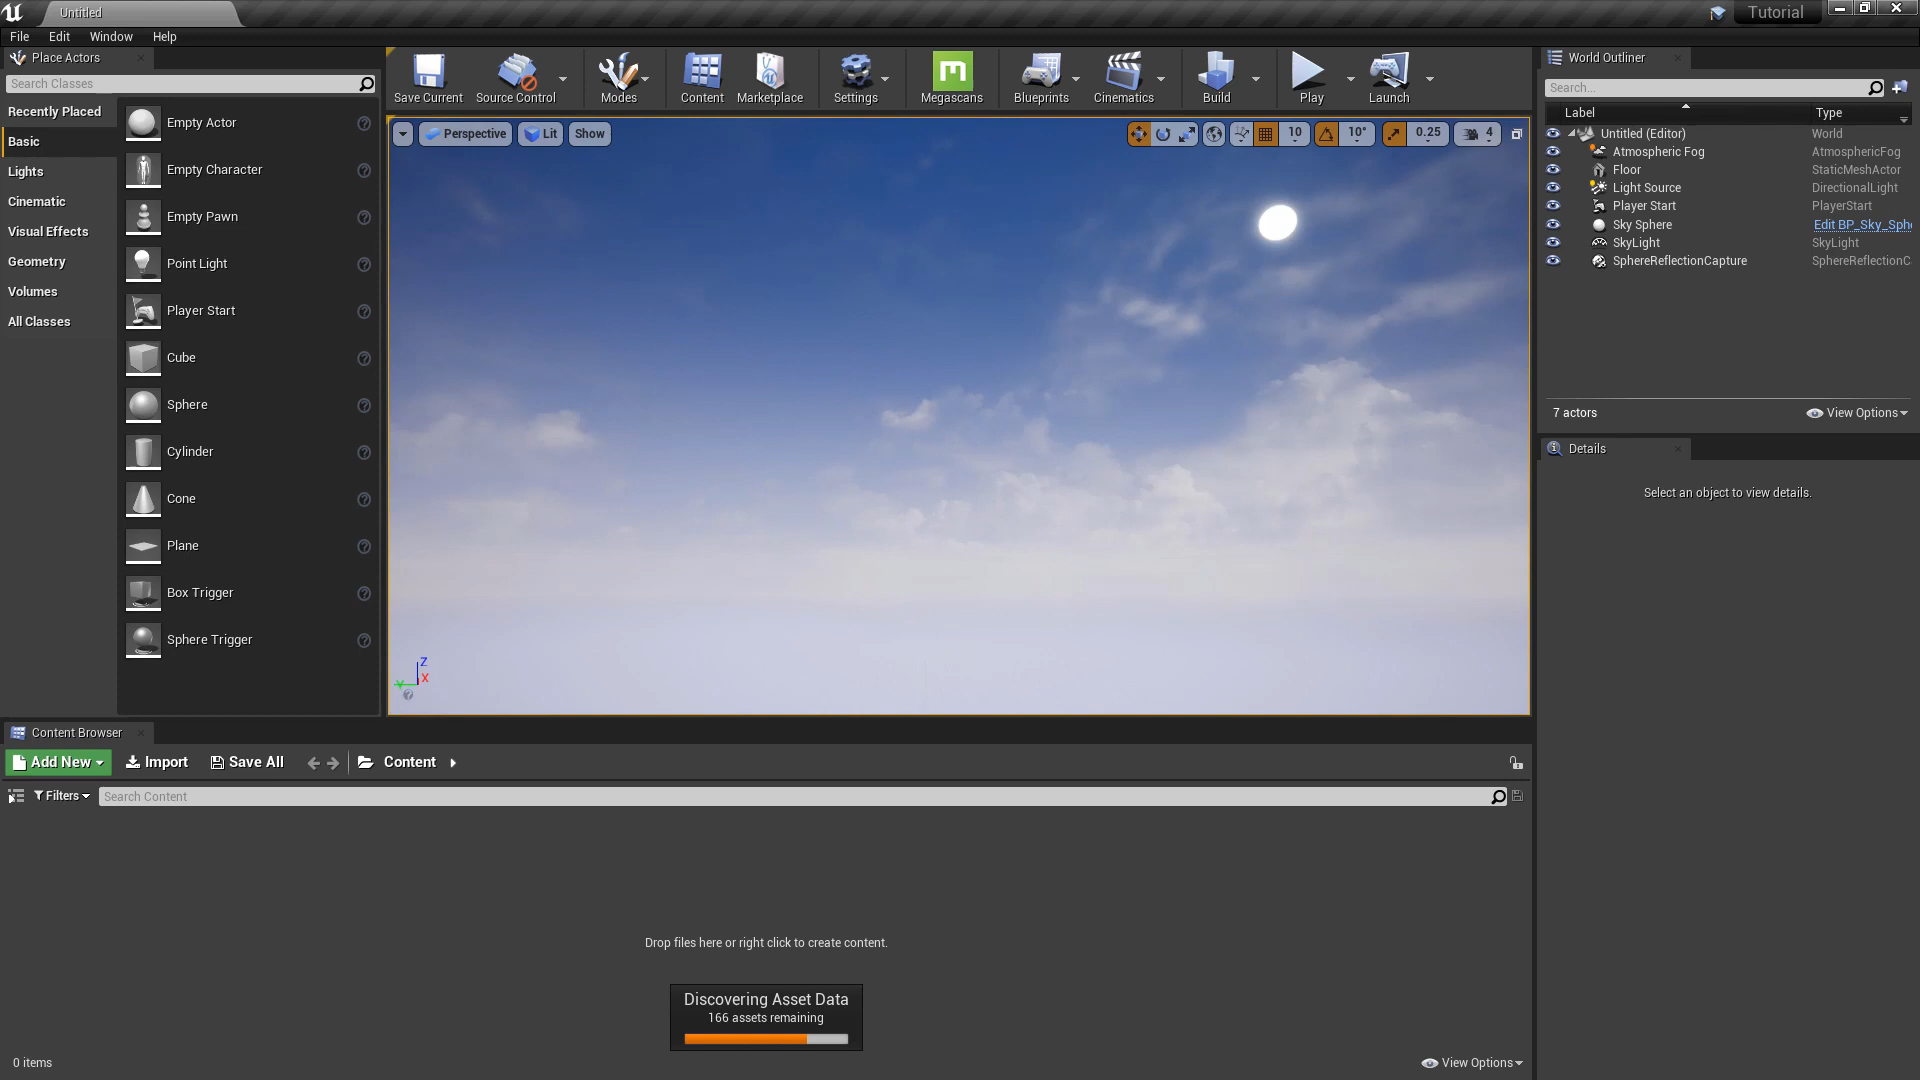 Untitled
Tutorial
File Edit Window Help
Place Actors
Search Classes
Recently Placed
Basic
Lights
Cinematic
Visual Effects
Geometry
Volumes
All Classes
Empty Actor
Empty Character
Empty Pawn
Point Light
Player Start
Cube
Sphere
Cylinder
Cone
Plane
Box Trigger
Sphere Trigger
Save Current
Source Control
Modes
Content
Marketplace
Settings
Megascans
Blueprints
Cinematics
Build
Play
Launch
Perspective
Lit
Show
10
10°
0.25
4
Z
X
Y
World Outliner
Search...
Label Type
Untitled (Editor) World
Atmospheric Fog AtmosphericFog
Floor StaticMeshActor
Light Source DirectionalLight
Player Start PlayerStart
Sky Sphere Edit BP_Sky_Sph
SkyLight SkyLight
SphereReflectionCapture SphereReflectionC
7 actors
View Options
Details
Select an object to view details.
Content Browser
Add New
Import
Save All
Content
Filters
Search Content
Drop files here or right click to create content.
Discovering Asset Data
166 assets remaining
0 items
View Options